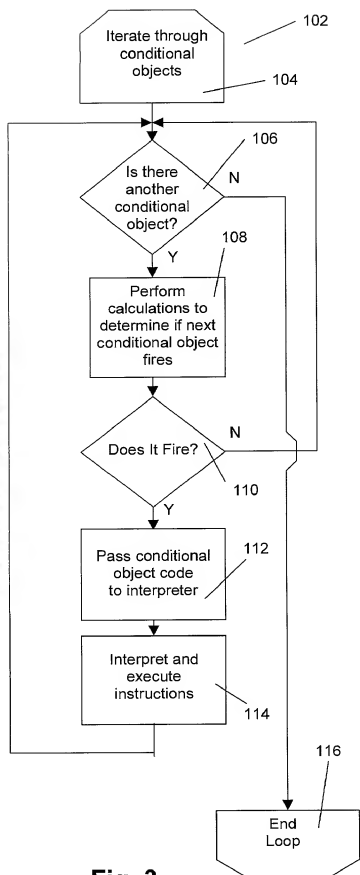 102
Iterate through
conditional
objects
104
106
Is there
another
conditional
object?
N
Y
108
Perform
calculations to
determine if next
conditional object
fires
N
Does It Fire?
110
Y
Pass conditional
object code
to interpreter
112
Interpret and
execute
instructions
114
116
End
Loop